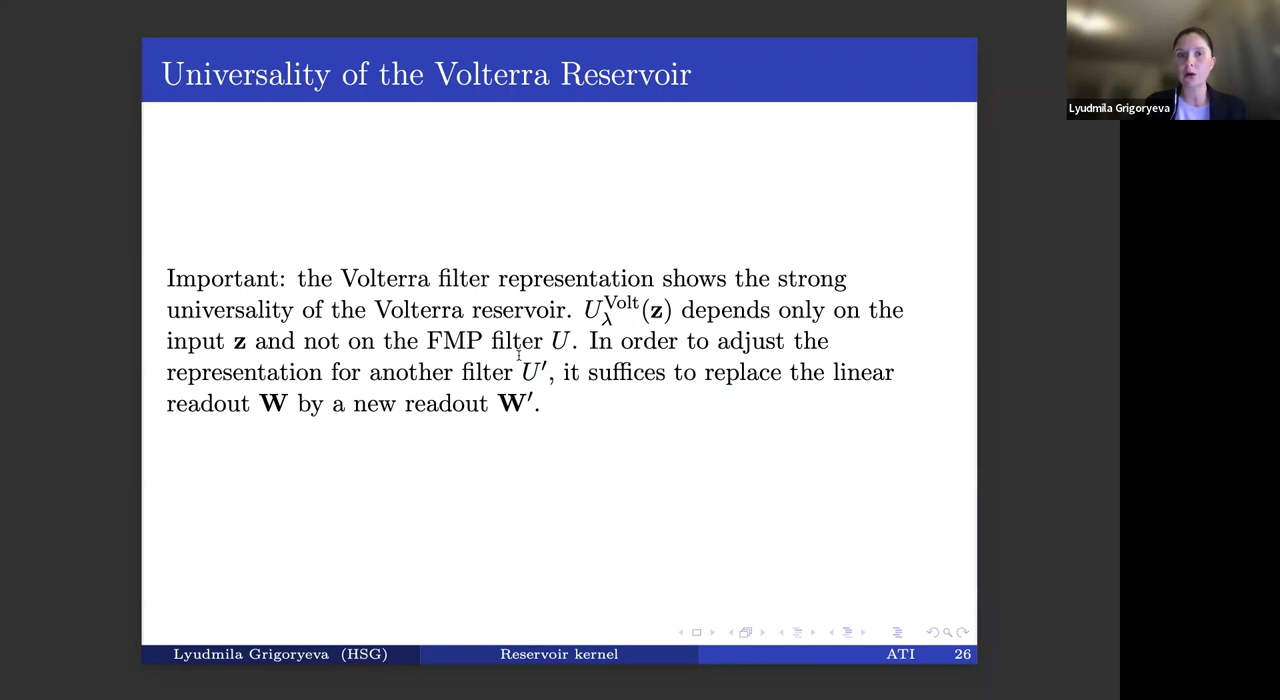 Universality of the Volterra Reservoir
Lyudmila Grigoryeva
Important: the Volterra filter representation shows the strong
universality of the Volterra reservoir. U_λ^Volt(𝐳) depends only on the
input 𝐳 and not on the FMP filter U. In order to adjust the
representation for another filter U′, it suffices to replace the linear
readout 𝐖 by a new readout 𝐖′.
Lyudmila Grigoryeva (HSG) Reservoir kernel ATI 26